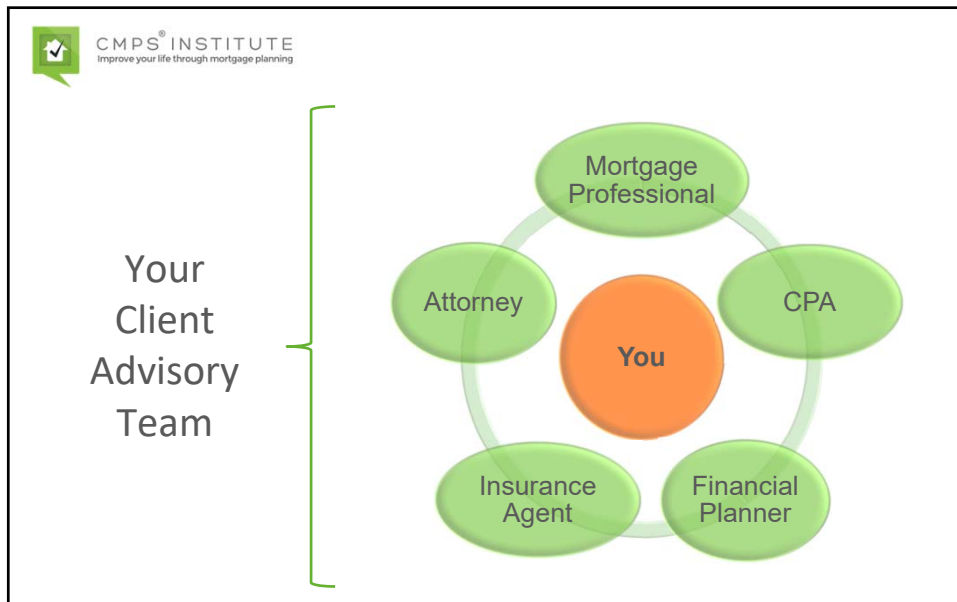 CMPS® INSTITUTE
Improve your life through mortgage planning
Your
Client
Advisory
Team
Mortgage
Professional
Attorney
CPA
You
Insurance
Agent
Financial
Planner